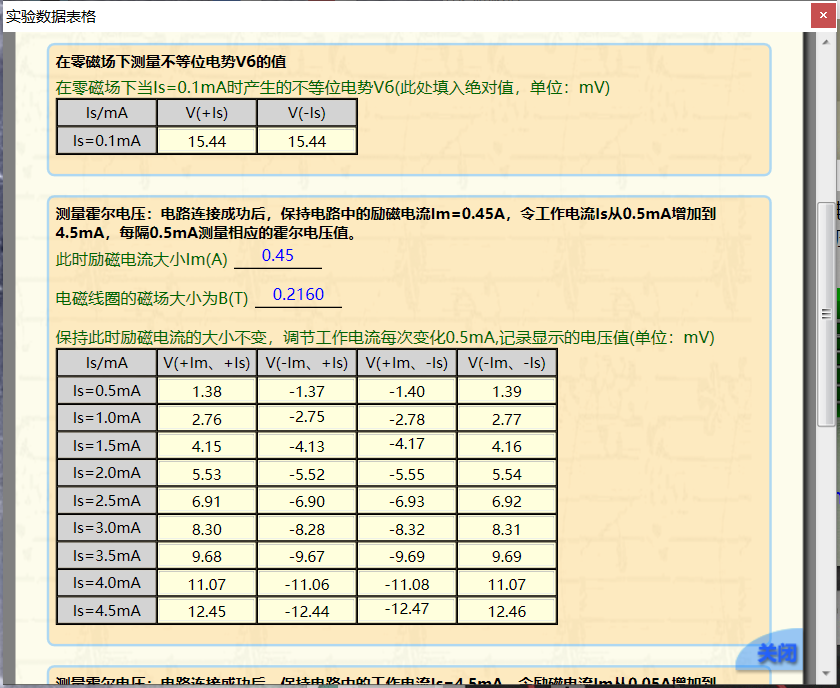 实验数据表格
在零磁场下测量不等位电势V6的值
在零磁场下当Is=0.1mA时产生的不等位电势V6(此处填入绝对值，单位：mV)
Is/mA V(+Is) V(-Is)
Is=0.1mA 15.44 15.44
测量霍尔电压：电路连接成功后，保持电路中的励磁电流Im=0.45A，令工作电流Is从0.5mA增加到
4.5mA，每隔0.5mA测量相应的霍尔电压值。
此时励磁电流大小Im(A) 0.45
电磁线圈的磁场大小为B(T) 0.2160
保持此时励磁电流的大小不变，调节工作电流每次变化0.5mA,记录显示的电压值(单位：mV)
Is/mA V(+Im、+Is) V(-Im、+Is) V(+Im、-Is) V(-Im、-Is)
Is=0.5mA 1.38 -1.37 -1.40 1.39
Is=1.0mA 2.76 -2.75 -2.78 2.77
Is=1.5mA 4.15 -4.13 -4.17 4.16
Is=2.0mA 5.53 -5.52 -5.55 5.54
Is=2.5mA 6.91 -6.90 -6.93 6.92
Is=3.0mA 8.30 -8.28 -8.32 8.31
Is=3.5mA 9.68 -9.67 -9.69 9.69
Is=4.0mA 11.07 -11.06 -11.08 11.07
Is=4.5mA 12.45 -12.44 -12.47 12.46
关闭
测量霍尔电压：电路连接成功后，保持电路中的工作电流Is=4.5mA，令励磁电流Im从0.05A增加到